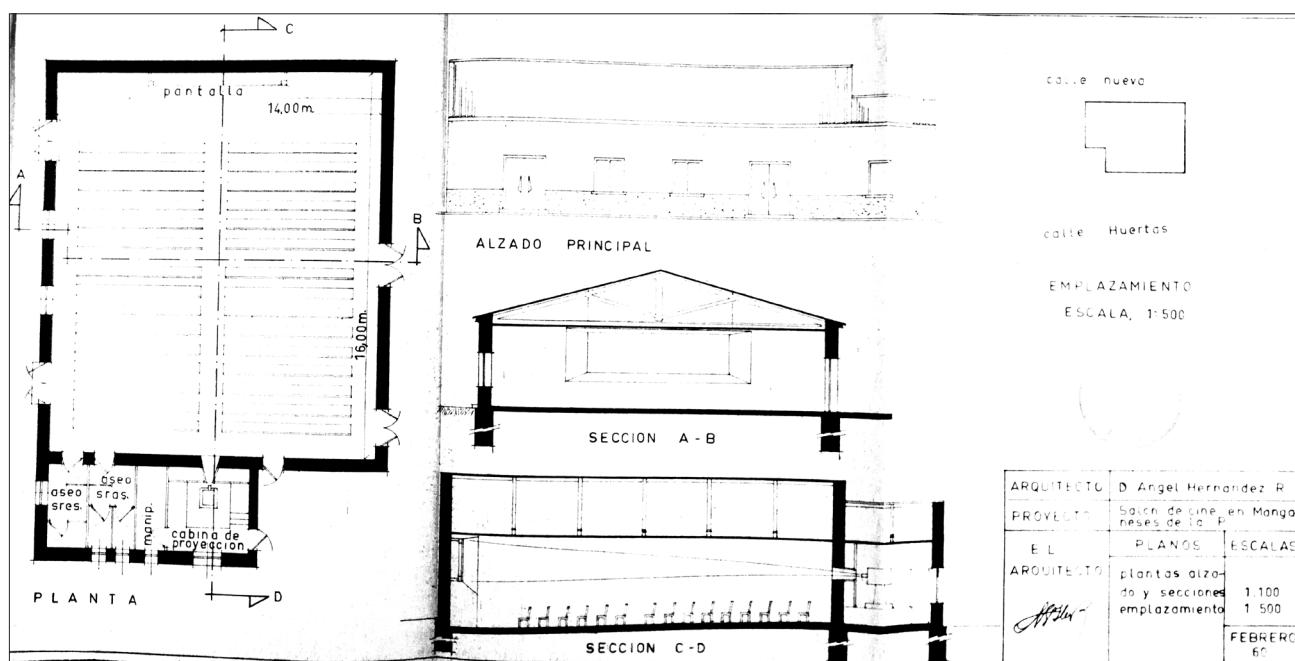 C
pantalla
14,00m.
A
B
16,00m.
aseo
sres.
aseo
sras.
manip.
cabina de
proyección
PLANTA
D
ALZADO PRINCIPAL
SECCION A-B
SECCION C-D
calle nueva
calle Huertas
EMPLAZAMIENTO
ESCALA, 1:500
ARQUITECTO D. Angel Hernandez R
PROYECTO Salon de cine en Manga-
neses de la P
EL
ARQUITECTO
PLANOS ESCALAS
plantas alza-
do y secciones 1.100
emplazamiento 1 500
FEBRERO